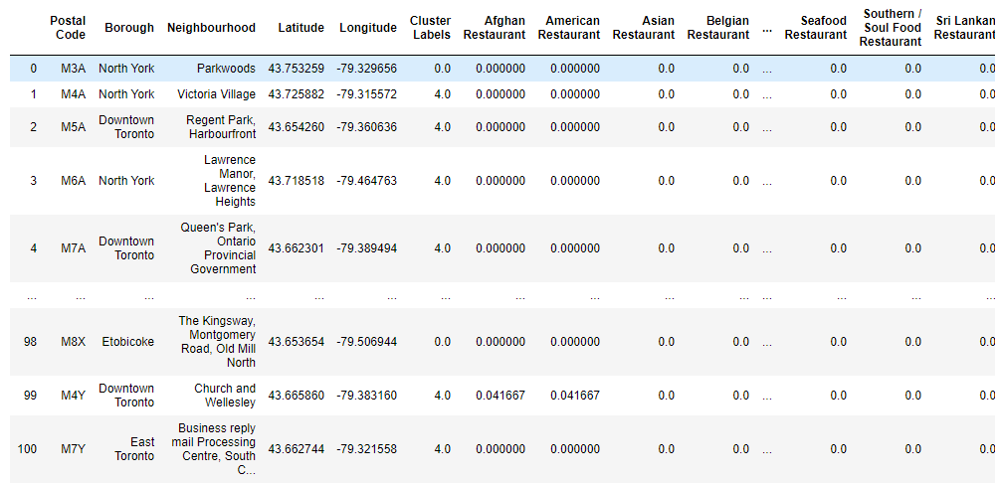 Postal Code Borough Neighbourhood Latitude Longitude Cluster Labels Afghan Restaurant American Restaurant Asian Restaurant Belgian Restaurant ... Seafood Restaurant Southern / Soul Food Restaurant Sri Lankan Restaurant
0 M3A North York Parkwoods 43.753259 -79.329656 0.0 0.000000 0.000000 0.0 0.0 ... 0.0 0.0 0.0
1 M4A North York Victoria Village 43.725882 -79.315572 4.0 0.000000 0.000000 0.0 0.0 ... 0.0 0.0 0.0
2 M5A Downtown Toronto Regent Park, Harbourfront 43.654260 -79.360636 4.0 0.000000 0.000000 0.0 0.0 ... 0.0 0.0 0.0
3 M6A North York Lawrence Manor, Lawrence Heights 43.718518 -79.464763 4.0 0.000000 0.000000 0.0 0.0 ... 0.0 0.0 0.0
4 M7A Downtown Toronto Queen's Park, Ontario Provincial Government 43.662301 -79.389494 4.0 0.000000 0.000000 0.0 0.0 ... 0.0 0.0 0.0
... ... ... ... ... ... ... ... ... ... ... ... ... ... ...
98 M8X Etobicoke The Kingsway, Montgomery Road, Old Mill North 43.653654 -79.506944 0.0 0.000000 0.000000 0.0 0.0 ... 0.0 0.0 0.0
99 M4Y Downtown Toronto Church and Wellesley 43.665860 -79.383160 4.0 0.041667 0.041667 0.0 0.0 ... 0.0 0.0 0.0
100 M7Y East Toronto Business reply mail Processing Centre, South C... 43.662744 -79.321558 4.0 0.000000 0.000000 0.0 0.0 ... 0.0 0.0 0.0